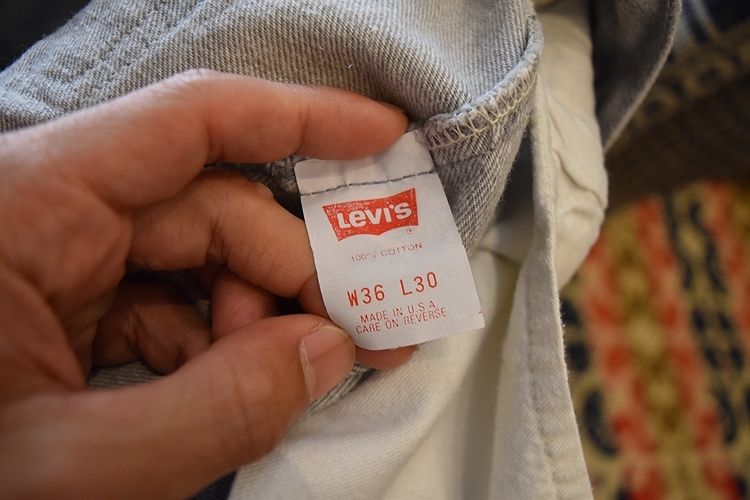 Levi's
®
100% COTTON
W36 L30
MADE IN U.S.A.
CARE ON REVERSE